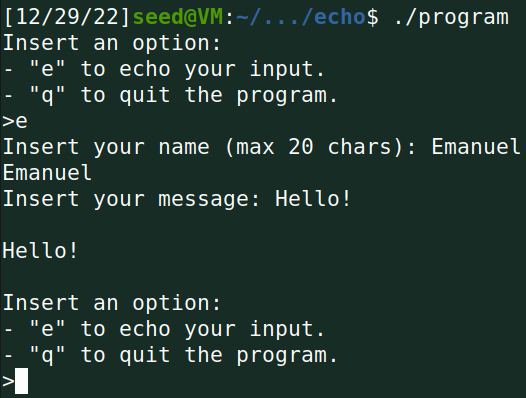 [12/29/22]seed@VM:~/.../echo$ ./program
Insert an option:
- "e" to echo your input.
- "q" to quit the program.
>e
Insert your name (max 20 chars): Emanuel
Emanuel
Insert your message: Hello!
Hello!
Insert an option:
- "e" to echo your input.
- "q" to quit the program.
>